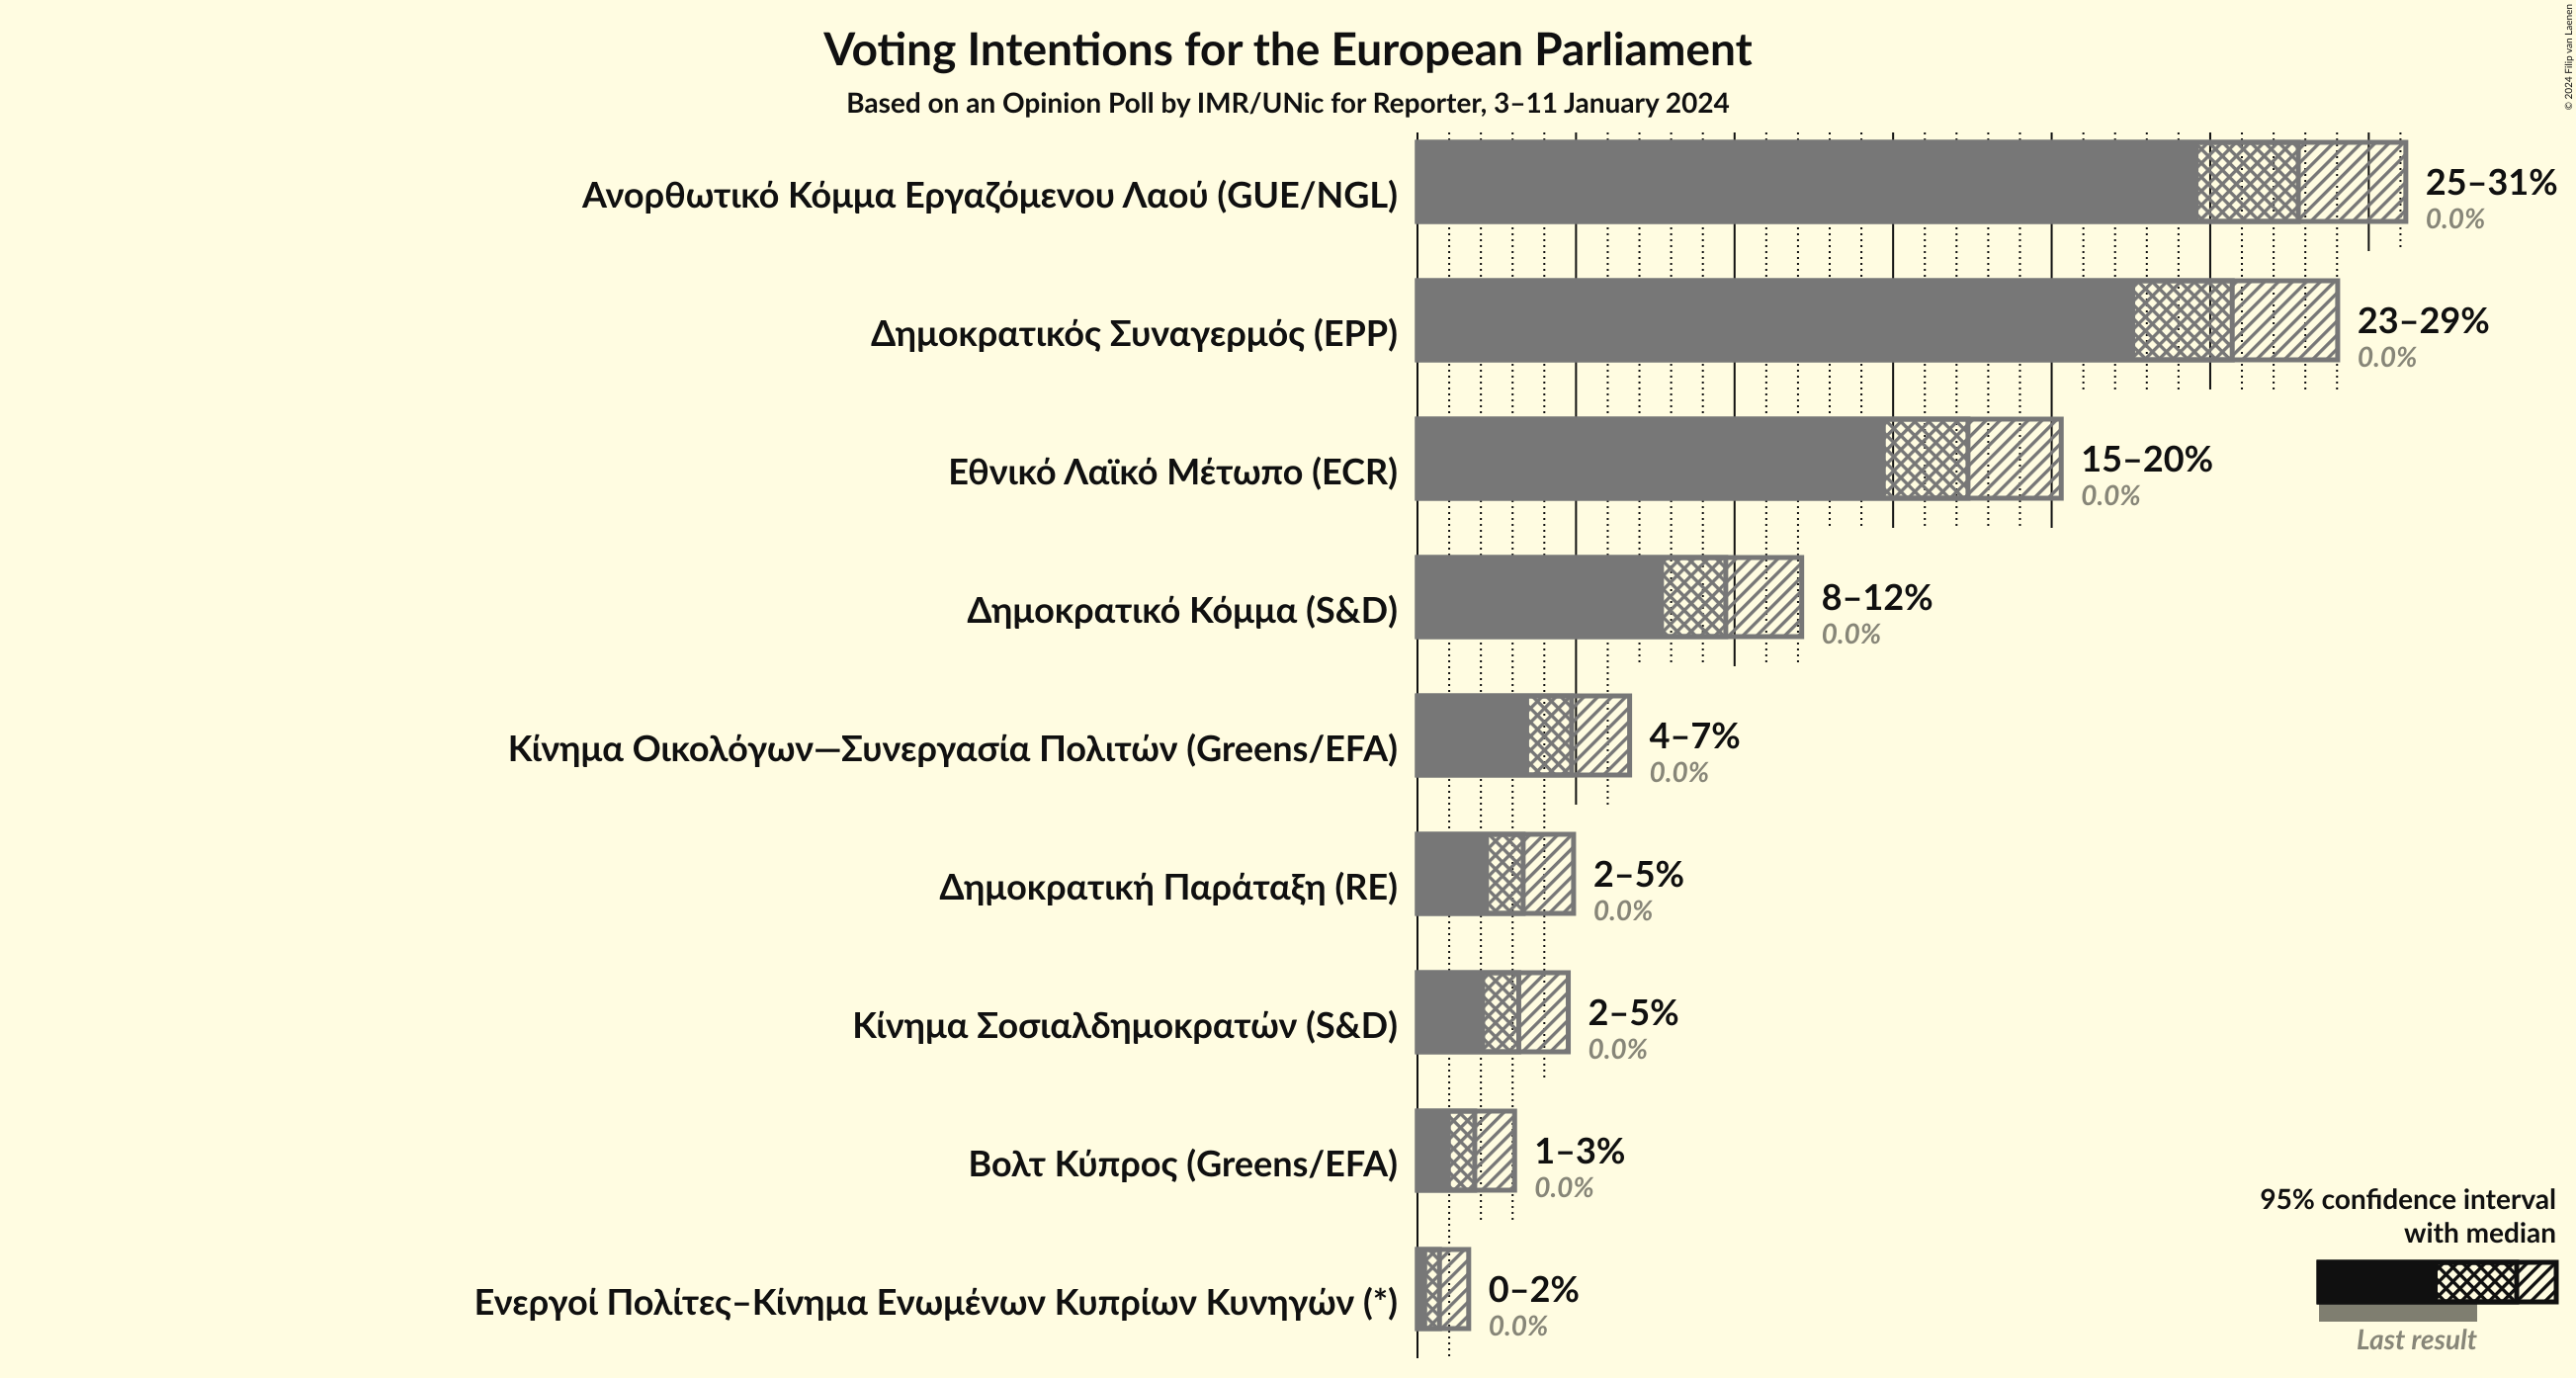 Voting Intentions for the European Parliament
Based on an Opinion Poll by IMR/UNic for Reporter, 3–11 January 2024
© 2024 Filip van Laenen
Ανορθωτικό Κόμμα Εργαζόμενου Λαού (GUE/NGL)
25–31%
0.0%
Δημοκρατικός Συναγερμός (EPP)
23–29%
0.0%
Εθνικό Λαϊκό Μέτωπο (ECR)
15–20%
0.0%
Δημοκρατικό Κόμμα (S&D)
8–12%
0.0%
Κίνημα Οικολόγων—Συνεργασία Πολιτών (Greens/EFA)
4–7%
0.0%
Δημοκρατική Παράταξη (RE)
2–5%
0.0%
Κίνημα Σοσιαλδημοκρατών (S&D)
2–5%
0.0%
Βολτ Κύπρος (Greens/EFA)
1–3%
0.0%
Ενεργοί Πολίτες–Κίνημα Ενωμένων Κυπρίων Κυνηγών (*)
0–2%
0.0%
95% confidence interval
with median
Last result